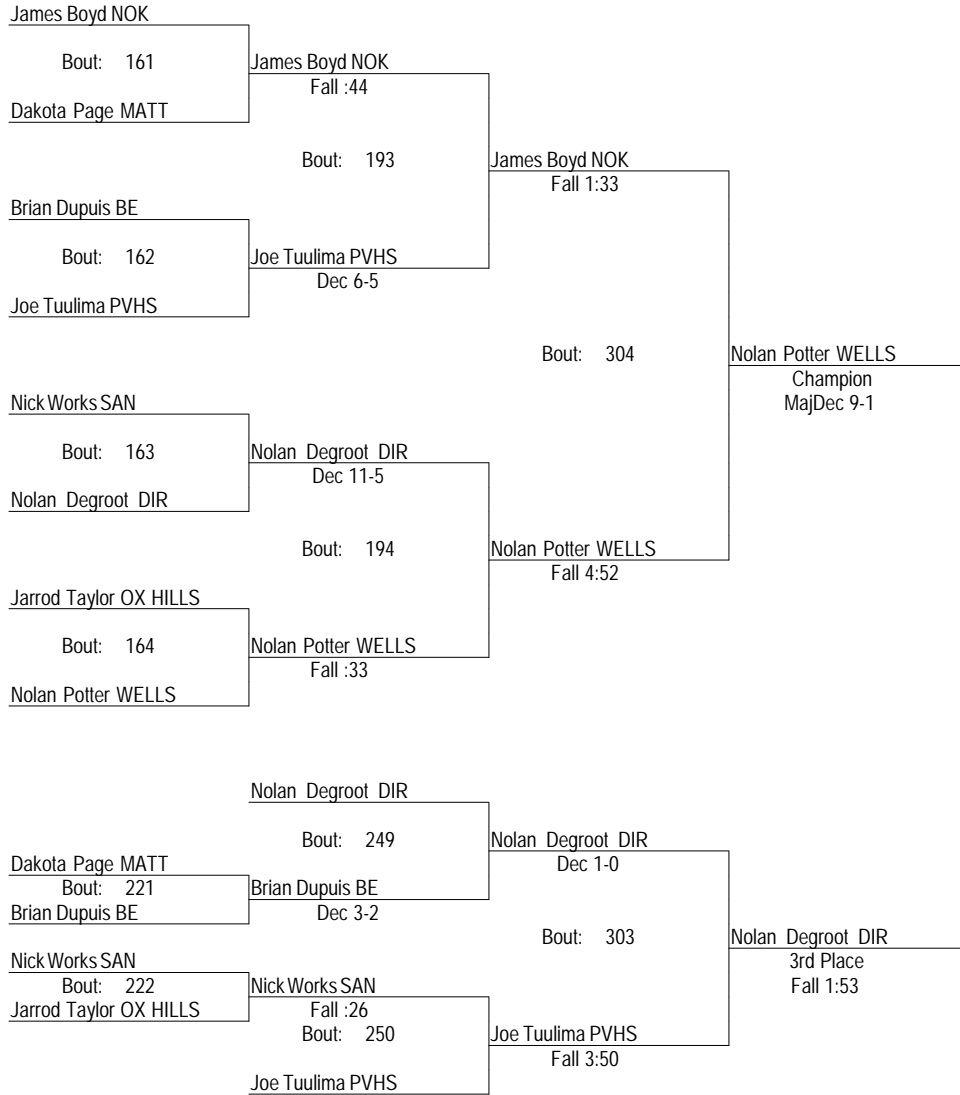 James Boyd NOK
Bout: 161
James Boyd NOK
Fall :44
Dakota Page MATT
Bout: 193
James Boyd NOK
Fall 1:33
Brian Dupuis BE
Bout: 162
Joe Tuulima PVHS
Dec 6-5
Joe Tuulima PVHS
Bout: 304
Nolan Potter WELLS
Champion
MajDec 9-1
Nick Works SAN
Bout: 163
Nolan Degroot DIR
Dec 11-5
Nolan Degroot DIR
Bout: 194
Nolan Potter WELLS
Fall 4:52
Jarrod Taylor OX HILLS
Bout: 164
Nolan Potter WELLS
Fall :33
Nolan Potter WELLS
Nolan Degroot DIR
Bout: 249
Nolan Degroot DIR
Dec 1-0
Dakota Page MATT
Bout: 221
Brian Dupuis BE
Brian Dupuis BE
Dec 3-2
Bout: 303
Nolan Degroot DIR
3rd Place
Fall 1:53
Nick Works SAN
Bout: 222
Nick Works SAN
Jarrod Taylor OX HILLS
Fall :26
Bout: 250
Joe Tuulima PVHS
Fall 3:50
Joe Tuulima PVHS